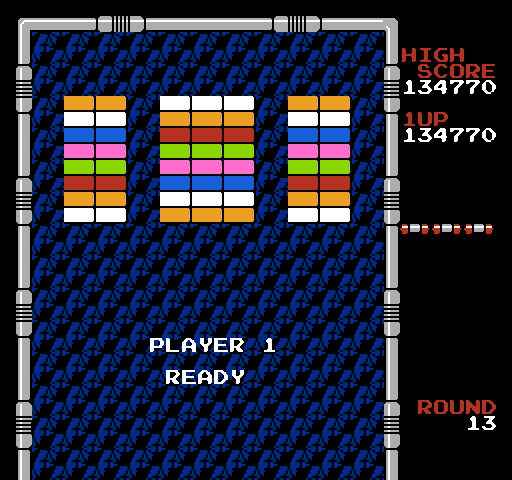 HIGH
SCORE
134770
1UP
134770
PLAYER 1
READY
ROUND
13